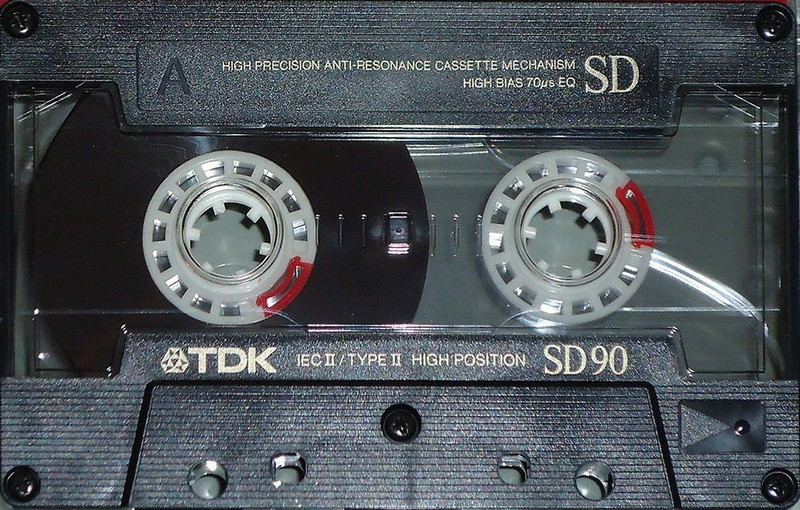 A
HIGH PRECISION ANTI-RESONANCE CASSETTE MECHANISM
HIGH BIAS 70µs EQ
SD
TDK IEC II / TYPE II HIGH POSITION SD90